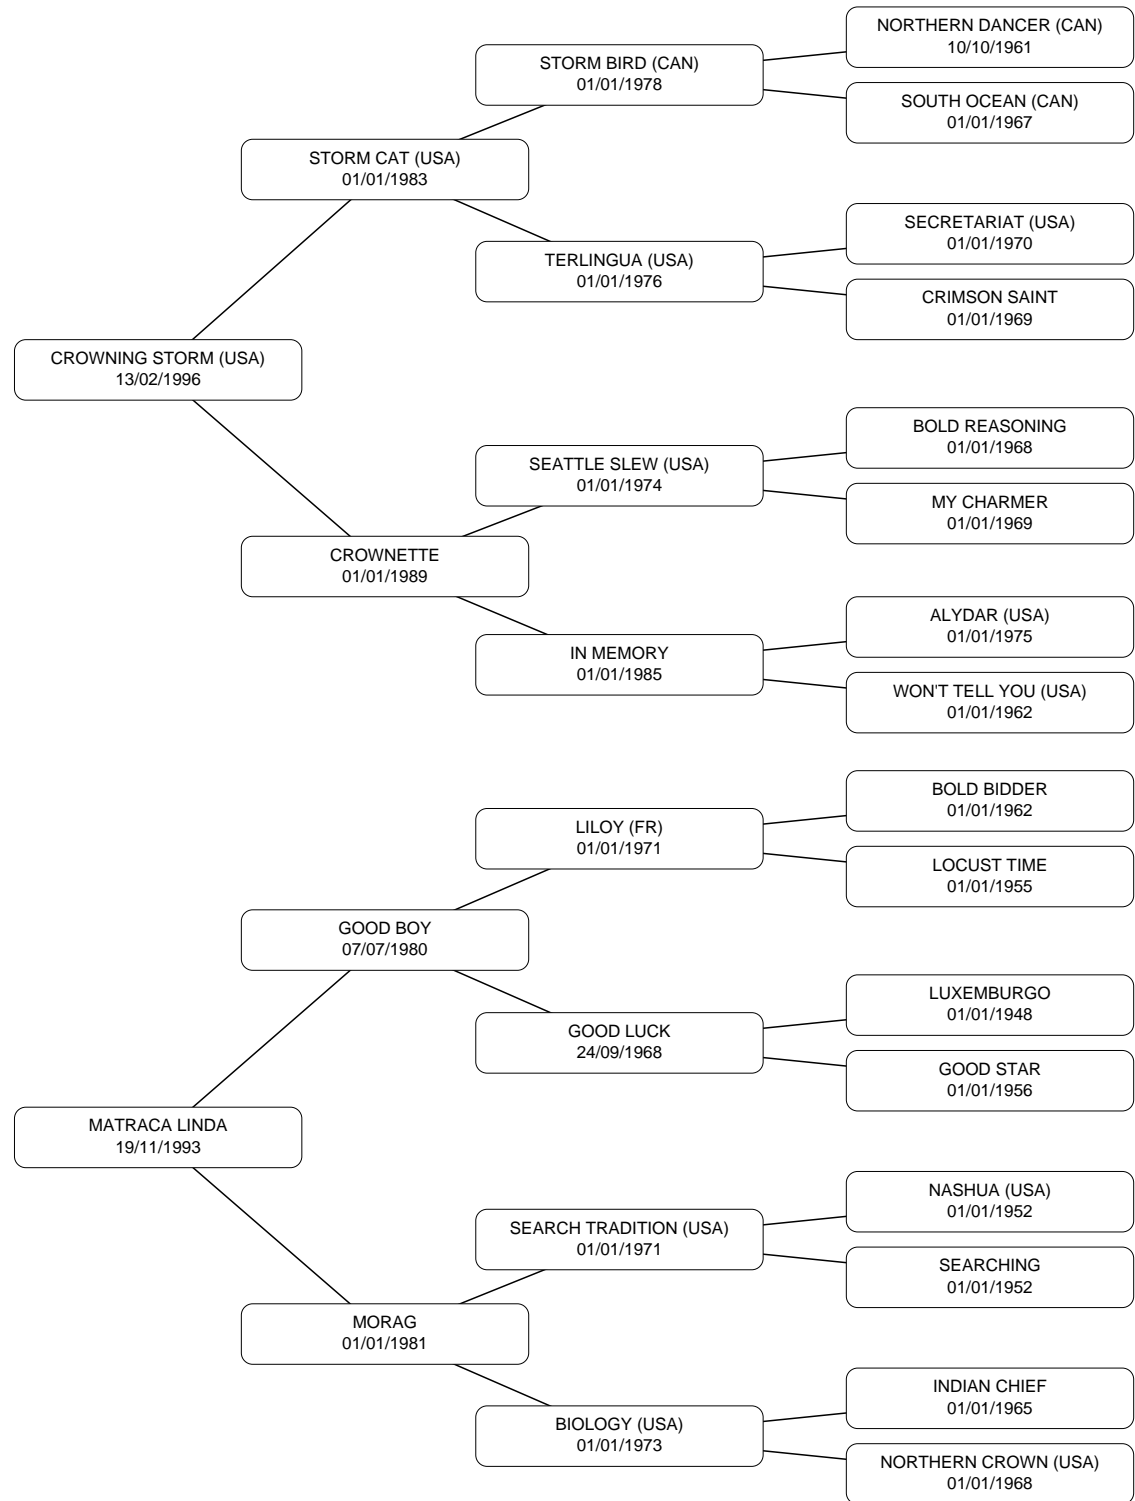 NORTHERN DANCER (CAN)
10/10/1961
STORM BIRD (CAN)
01/01/1978
SOUTH OCEAN (CAN)
01/01/1967
STORM CAT (USA)
01/01/1983
SECRETARIAT (USA)
01/01/1970
TERLINGUA (USA)
01/01/1976
CRIMSON SAINT
01/01/1969
CROWNING STORM (USA)
13/02/1996
BOLD REASONING
01/01/1968
SEATTLE SLEW (USA)
01/01/1974
MY CHARMER
01/01/1969
CROWNETTE
01/01/1989
ALYDAR (USA)
01/01/1975
IN MEMORY
01/01/1985
WON'T TELL YOU (USA)
01/01/1962
BOLD BIDDER
01/01/1962
LILOY (FR)
01/01/1971
LOCUST TIME
01/01/1955
GOOD BOY
07/07/1980
LUXEMBURGO
01/01/1948
GOOD LUCK
24/09/1968
GOOD STAR
01/01/1956
MATRACA LINDA
19/11/1993
NASHUA (USA)
01/01/1952
SEARCH TRADITION (USA)
01/01/1971
SEARCHING
01/01/1952
MORAG
01/01/1981
INDIAN CHIEF
01/01/1965
BIOLOGY (USA)
01/01/1973
NORTHERN CROWN (USA)
01/01/1968